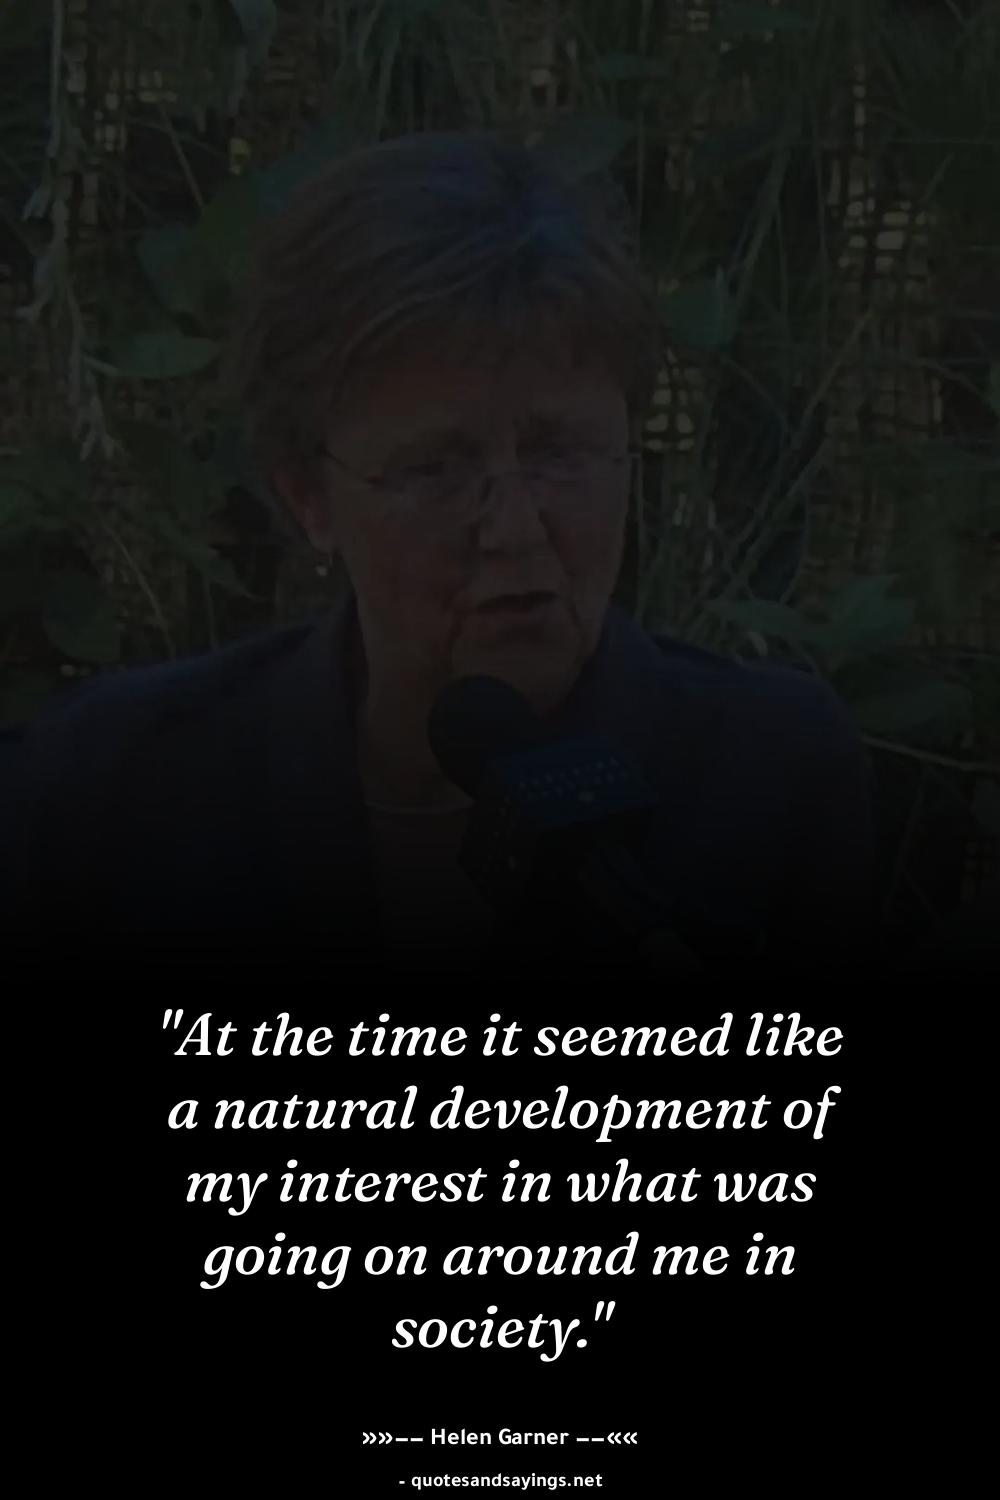 "At the time it seemed like
a natural development of
my interest in what was
going on around me in
society."
»»—— Helen Garner ——««
- quotesandsayings.net